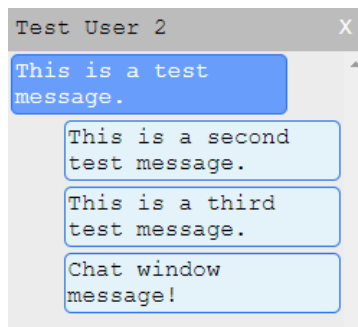 Test User 2 X
This is a test
message.
This is a second
test message.
This is a third
test message.
Chat window
message!